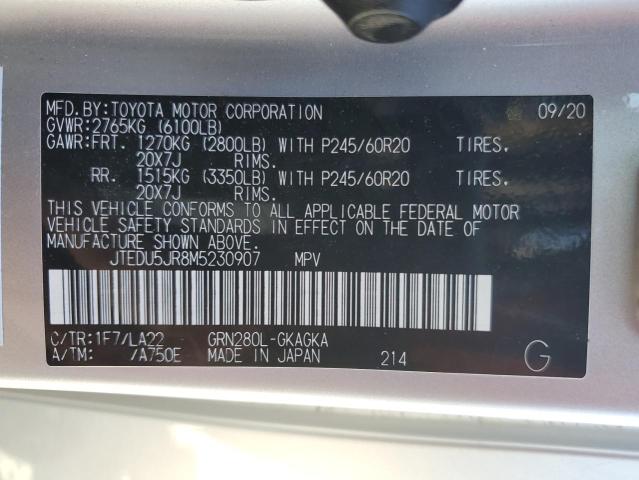 MFD. BY: TOYOTA MOTOR CORPORATION 09/20
GVWR: 2765KG (6100LB)
GAWR: FRT. 1270KG (2800LB) WITH P245/60R20 TIRES,
20X7J RIMS.
RR. 1515KG (3350LB) WITH P245/60R20 TIRES,
20X7J RIMS.
THIS VEHICLE CONFORMS TO ALL APPLICABLE FEDERAL MOTOR
VEHICLE SAFETY STANDARDS IN EFFECT ON THE DATE OF
MANUFACTURE SHOWN ABOVE.
JTEDU5JR8M5230907 MPV
C/TR: 1F7/LA22 GRN280L-GKAGKA
A/TM: /A750E MADE IN JAPAN 214 G